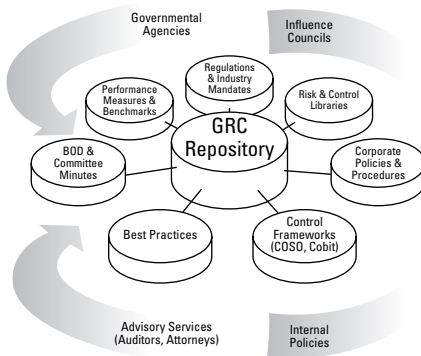 Governmental
Agencies
Influence
Councils
Regulations
& Industry
Mandates
Performance
Measures &
Benchmarks
Risk & Control
Libraries
GRC
Repository
BOD &
Committee
Minutes
Corporate
Policies &
Procedures
Best Practices
Control
Frameworks
(COSO, Cobit)
Advisory Services
(Auditors, Attorneys)
Internal
Policies